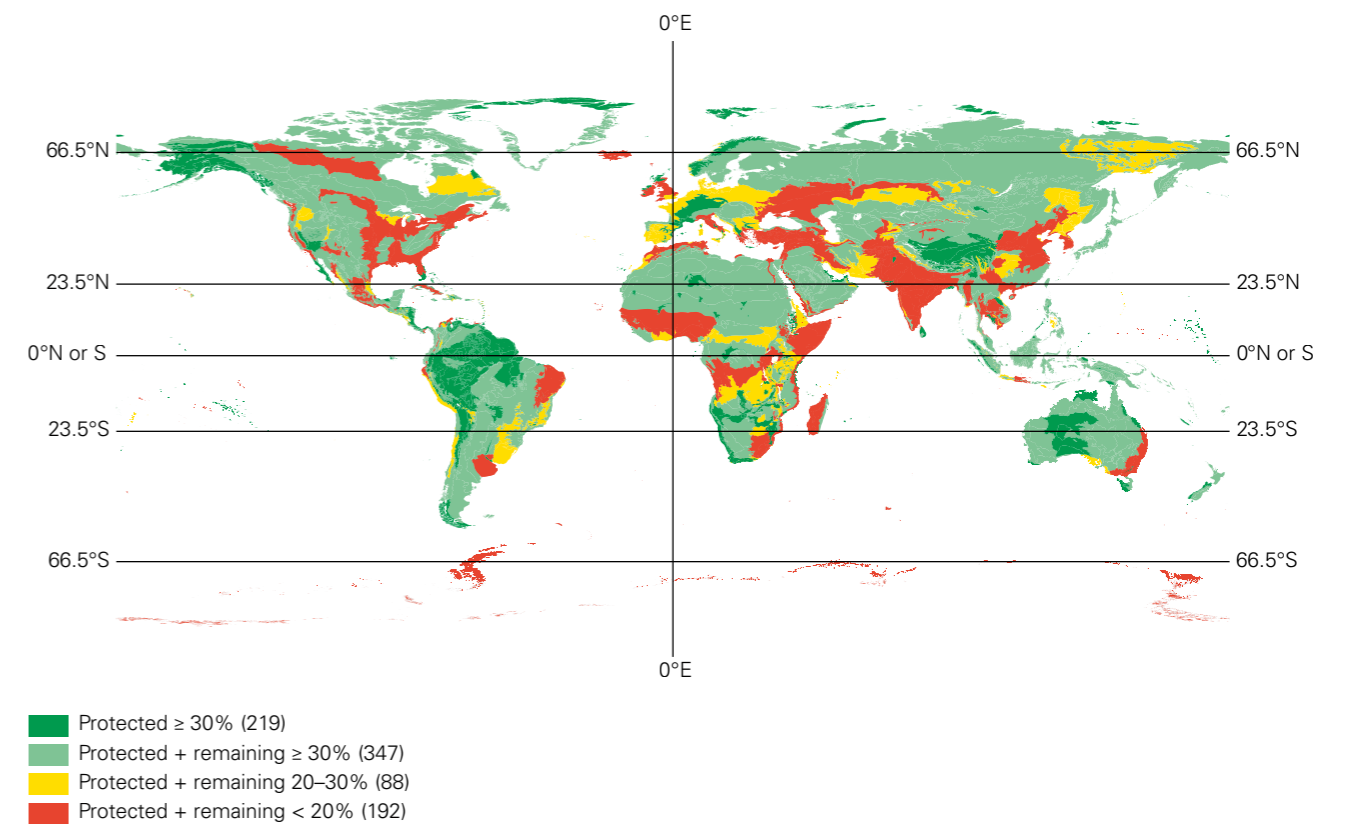 0°E
66.5°N
66.5°N
23.5°N
23.5°N
0°N or S
0°N or S
23.5°S
23.5°S
66.5°S
66.5°S
0°E
Protected ≥ 30% (219)
Protected + remaining ≥ 30% (347)
Protected + remaining 20–30% (88)
Protected + remaining < 20% (192)